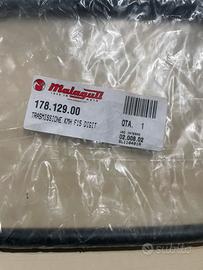 Malaguti
178.129.00
TRASMISSIONE KMH F15 DIGIT
QTA. 1
02.008.02
subito